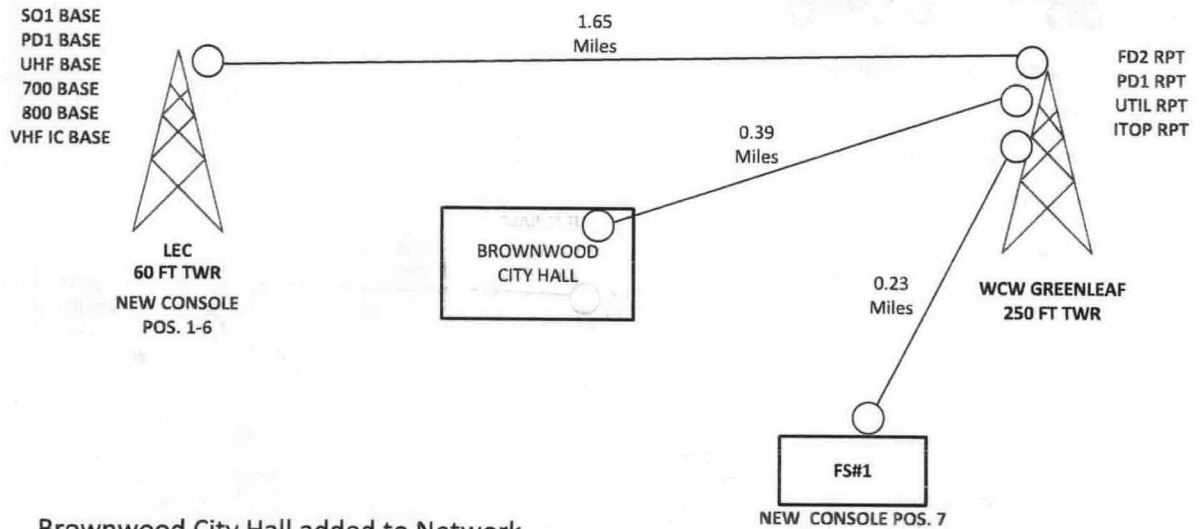 SO1 BASE
PD1 BASE
UHF BASE
700 BASE
800 BASE
VHF IC BASE
1.65
Miles
FD2 RPT
PD1 RPT
UTIL RPT
ITOP RPT
0.39
Miles
LEC
60 FT TWR
NEW CONSOLE
POS. 1-6
BROWNWOOD
CITY HALL
0.23
Miles
WCW GREENLEAF
250 FT TWR
FS#1
NEW CONSOLE POS. 7
Brownwood City Hall added to Network